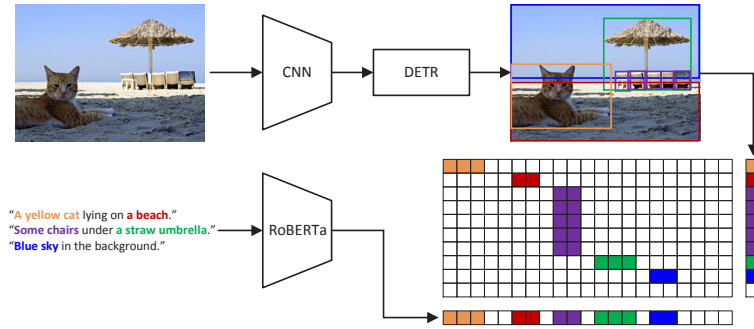 CNN
DETR
"A yellow cat lying on a beach."
"Some chairs under a straw umbrella."
"Blue sky in the background."
RoBERTa